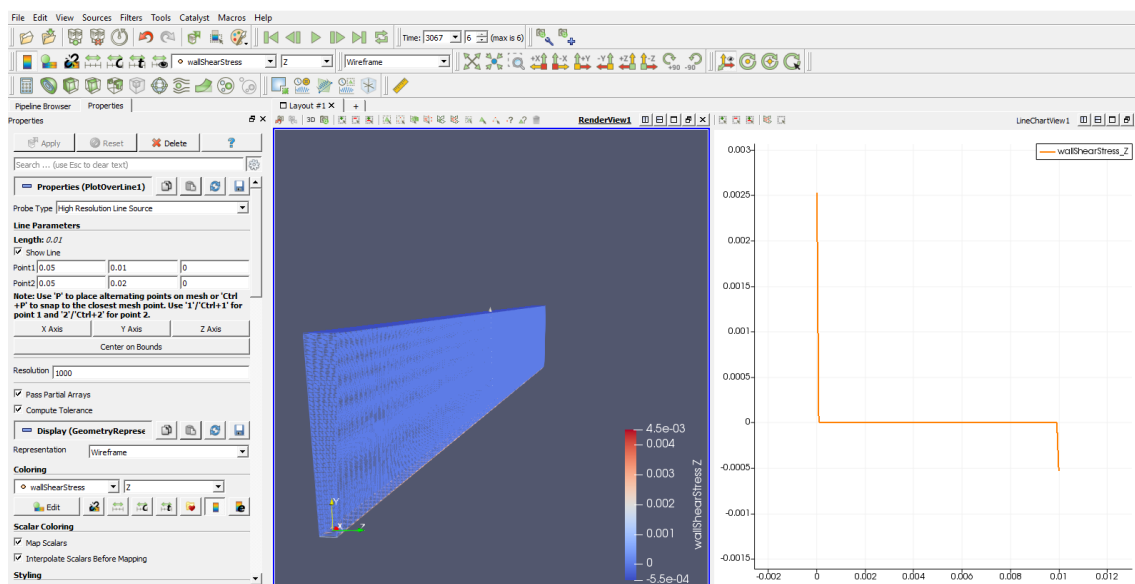 File Edit View Sources Filters Tools Catalyst Macros Help
Time: 3067 6 (max is 6)
wallShearStress Z Wireframe +X -X +Y -Y +Z -Z +90 -90
Pipeline Browser Properties Layout #1 X +
Properties 3D RenderView1 LineChartView1
Apply Reset Delete ?
Search ... (use Esc to clear text)
Properties (PlotOverLine1)
Probe Type High Resolution Line Source
Line Parameters
Length: 0.01
Show Line
Point1 0.05 0.01 0
Point2 0.05 0.02 0
Note: Use 'P' to place alternating points on mesh or 'Ctrl
+P' to snap to the closest mesh point. Use '1'/'Ctrl+1' for
point 1 and '2'/'Ctrl+2' for point 2.
X Axis Y Axis Z Axis
Center on Bounds
Resolution 1000
Pass Partial Arrays
Compute Tolerance
Display (GeometryReprese
Representation Wireframe
Coloring
wallShearStress Z
Edit
Scalar Coloring
Map Scalars
Interpolate Scalars Before Mapping
Styling
Y
X Z
4.5e-03
0.004
0.003
0.002
0.001
0
-5.5e-04
wallShearStress Z
wallShearStress_Z
0.003
0.0025
0.002
0.0015
0.001
0.0005
0
-0.0005
-0.001
-0.0015
-0.002 0 0.002 0.004 0.006 0.008 0.01 0.012